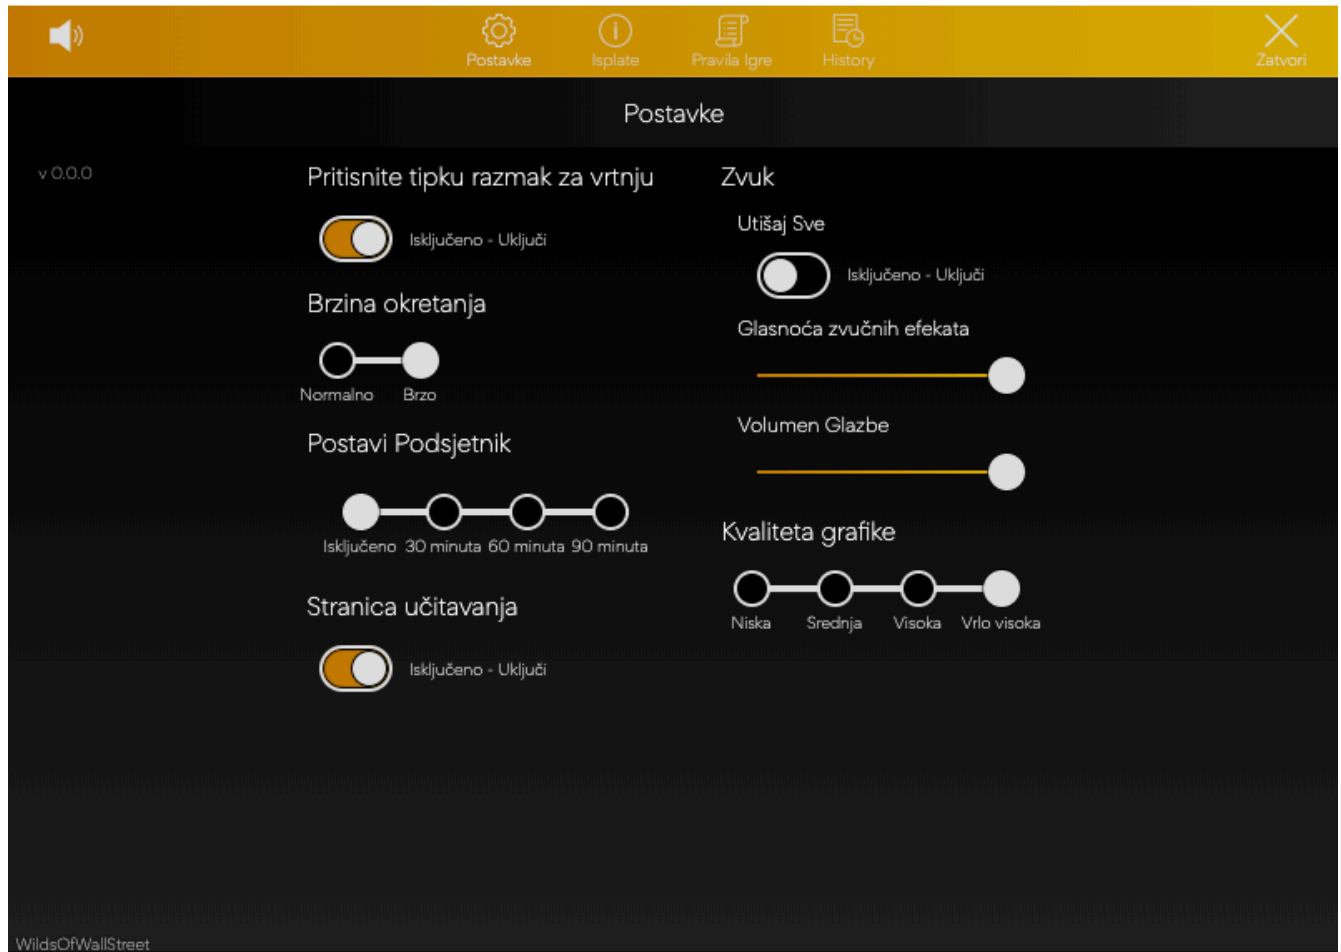 Postavke
Isplate
Pravila Igre
History
Zatvori
Postavke
v 0.0.0
Pritisnite tipku razmak za vrtnju
Isključeno - Uključi
Brzina okretanja
Normalno
Brzo
Postavi Podsjetnik
Isključeno
30 minuta
60 minuta
90 minuta
Stranica učitavanja
Isključeno - Uključi
Zvuk
Utišaj Sve
Isključeno - Uključi
Glasnoća zvučnih efekata
Volumen Glazbe
Kvaliteta grafike
Niska
Srednja
Visoka
Vrlo visoka
WildsOfWallStreet